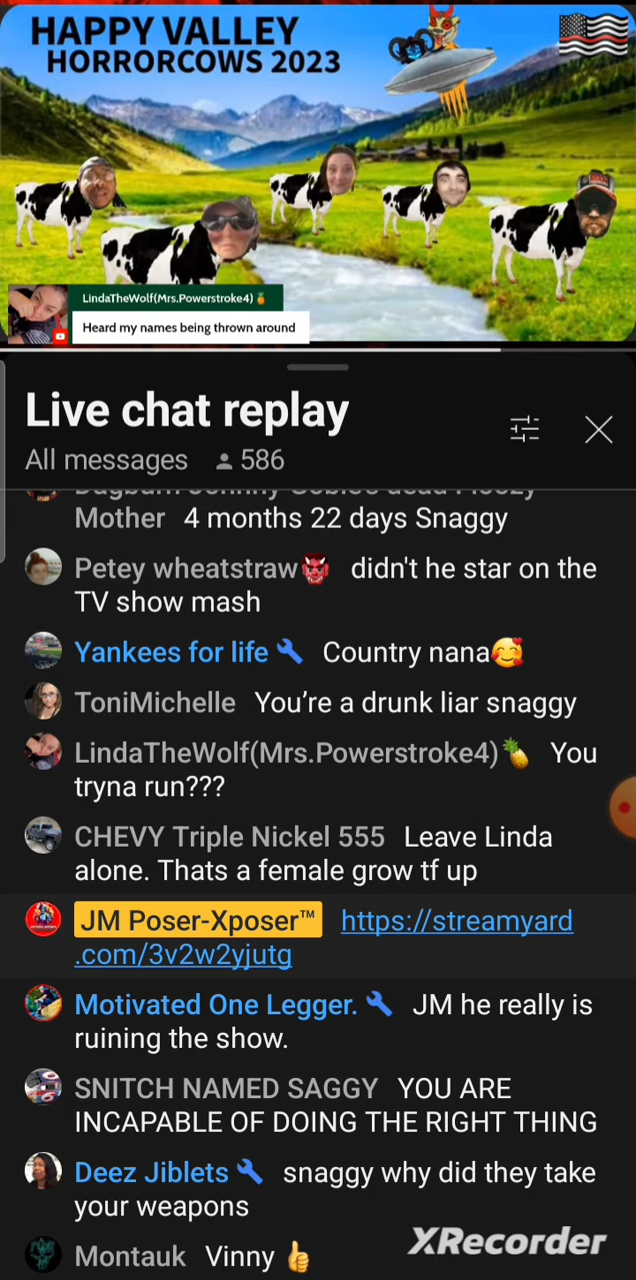 HAPPY VALLEY
HORRORCOWS 2023
LindaTheWolf(Mrs.Powerstroke4)🍍
Heard my names being thrown around
Live chat replay
All messages 586
Mother 4 months 22 days Snaggy
Petey wheatstraw👹 didn't he star on the
TV show mash
Yankees for life🔧 Country nana🥰
ToniMichelle You’re a drunk liar snaggy
LindaTheWolf(Mrs.Powerstroke4)🍍 You
tryna run???
CHEVY Triple Nickel 555 Leave Linda
alone. Thats a female grow tf up
JM Poser-Xposer™ https://streamyard
.com/3v2w2yjutg
Motivated One Legger.🔧 JM he really is
ruining the show.
SNITCH NAMED SAGGY YOU ARE
INCAPABLE OF DOING THE RIGHT THING
Deez Jiblets🔧 snaggy why did they take
your weapons
Montauk Vinny👍
XRecorder